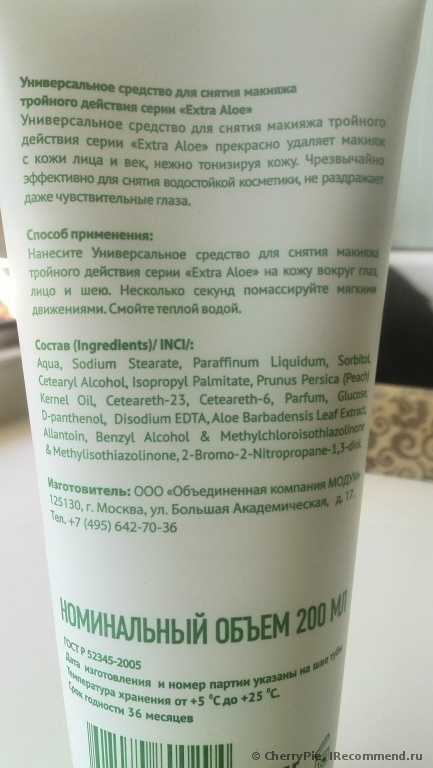 Универсальное средство для снятия макияжа
тройного действия серии «Extra Aloe»
Универсальное средство для снятия макияжа тройного
действия серии «Extra Aloe» прекрасно удаляет макияж
с кожи лица и век, нежно тонизируя кожу. Чрезвычайно
эффективно для снятия водостойкой косметики, не раздражает
даже чувствительные глаза.
Способ применения:
Нанесите Универсальное средство для снятия макияжа
тройного действия серии «Extra Aloe» на кожу вокруг глаз,
лицо и шею. Несколько секунд помассируйте мягкими
движениями. Смойте теплой водой.
Состав (Ingredients)/ INCI/:
Aqua, Sodium Stearate, Paraffinum Liquidum, Sorbitol,
Cetearyl Alcohol, Isopropyl Palmitate, Prunus Persica (Peach)
Kernel Oil, Ceteareth-23, Ceteareth-6, Parfum, Glucose,
D-panthenol, Disodium EDTA, Aloe Barbadensis Leaf Extract,
Allantoin, Benzyl Alcohol & Methylchloroisothiazolinone
& Methylisothiazolinone, 2-Bromo-2-Nitropropane-1,3-diol.
Изготовитель: ООО «Объединенная компания МОДУМ»
125130, г. Москва, ул. Большая Академическая, д. 17.
Тел. +7 (495) 642-70-36
НОМИНАЛЬНЫЙ ОБЪЕМ 200 МЛ
ГОСТ Р 52345-2005
Дата изготовления и номер партии указаны на шве тубы
Температура хранения от +5 °С до +25 °С.
Срок годности 36 месяцев
© CherryPie, IRecommend.ru